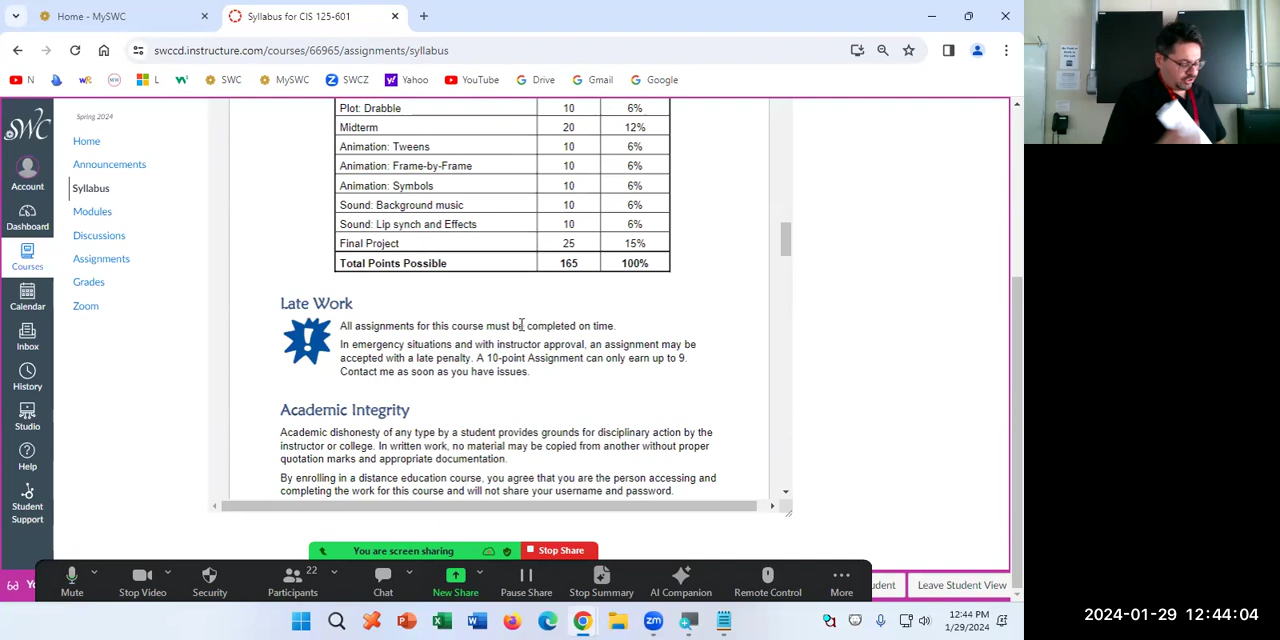 Home - MySWC
Syllabus for CIS 125-601
swccd.instructure.com/courses/66965/assignments/syllabus
N
L
SWC
MySWC
SWCZ
Yahoo
YouTube
Drive
Gmail
Google
SWC
Account
Dashboard
Courses
Calendar
Inbox
History
Studio
Help
Student
Support
Spring 2024
Home
Announcements
Syllabus
Modules
Discussions
Assignments
Grades
Zoom
Plot: Drabble 10 6%
Midterm 20 12%
Animation: Tweens 10 6%
Animation: Frame-by-Frame 10 6%
Animation: Symbols 10 6%
Sound: Background music 10 6%
Sound: Lip synch and Effects 10 6%
Final Project 25 15%
Total Points Possible 165 100%
Late Work
All assignments for this course must be completed on time.
In emergency situations and with instructor approval, an assignment may be
accepted with a late penalty. A 10-point Assignment can only earn up to 9.
Contact me as soon as you have issues.
Academic Integrity
Academic dishonesty of any type by a student provides grounds for disciplinary action by the
instructor or college. In written work, no material may be copied from another without proper
quotation marks and appropriate documentation.
By enrolling in a distance education course, you agree that you are the person accessing and
completing the work for this course and will not share your username and password.
You are screen sharing
Stop Share
Mute
Stop Video
Security
22
Participants
Chat
New Share
Pause Share
Stop Summary
AI Companion
Remote Control
More
Leave Student View
12:44 PM
1/29/2024
2024-01-29 12:44:04